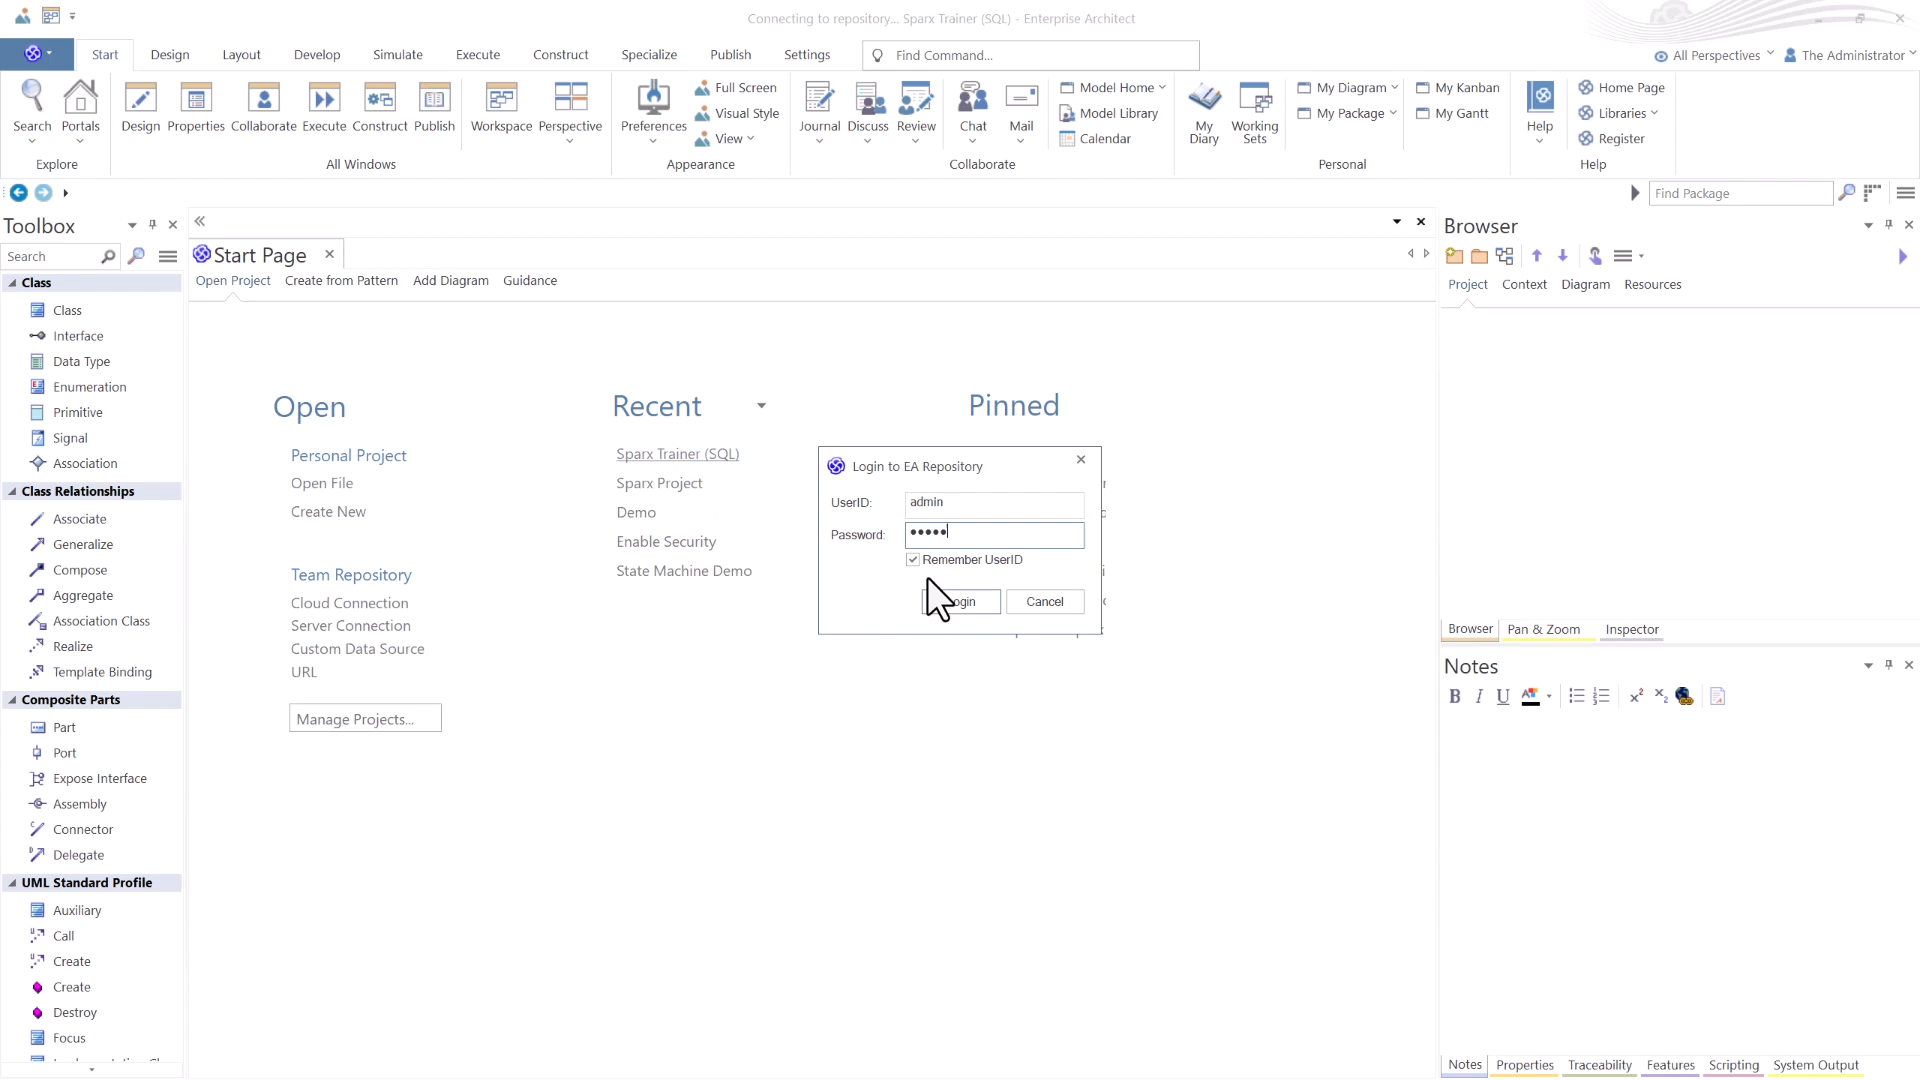 Connecting to repository... Sparx Trainer (SQL) - Enterprise Architect
Start
Design
Layout
Develop
Simulate
Execute
Construct
Specialize
Publish
Settings
Find Command...
All Perspectives
The Administrator
Search
Portals
Design
Properties
Collaborate
Execute
Construct
Publish
Workspace
Perspective
Preferences
Full Screen
Visual Style
View
Journal
Discuss
Review
Chat
Mail
Model Home
Model Library
Calendar
My
Diary
Working
Sets
My Diagram
My Package
My Kanban
My Gantt
Help
Home Page
Libraries
Register
Explore
All Windows
Appearance
Collaborate
Personal
Help
Find Package
Toolbox
Search
Class
Class
Interface
Data Type
Enumeration
Primitive
Signal
Association
Class Relationships
Associate
Generalize
Compose
Aggregate
Association Class
Realize
Template Binding
Composite Parts
Part
Port
Expose Interface
Assembly
Connector
Delegate
UML Standard Profile
Auxiliary
Call
Create
Create
Destroy
Focus
Start Page
Open Project
Create from Pattern
Add Diagram
Guidance
Open
Personal Project
Open File
Create New
Team Repository
Cloud Connection
Server Connection
Custom Data Source
URL
Manage Projects...
Recent
Sparx Trainer (SQL)
Sparx Project
Demo
Enable Security
State Machine Demo
Pinned
Login to EA Repository
UserID:
admin
Password:
•••••
Remember UserID
Cancel
Browser
Project
Context
Diagram
Resources
Browser
Pan & Zoom
Inspector
Notes
Notes
Properties
Traceability
Features
Scripting
System Output